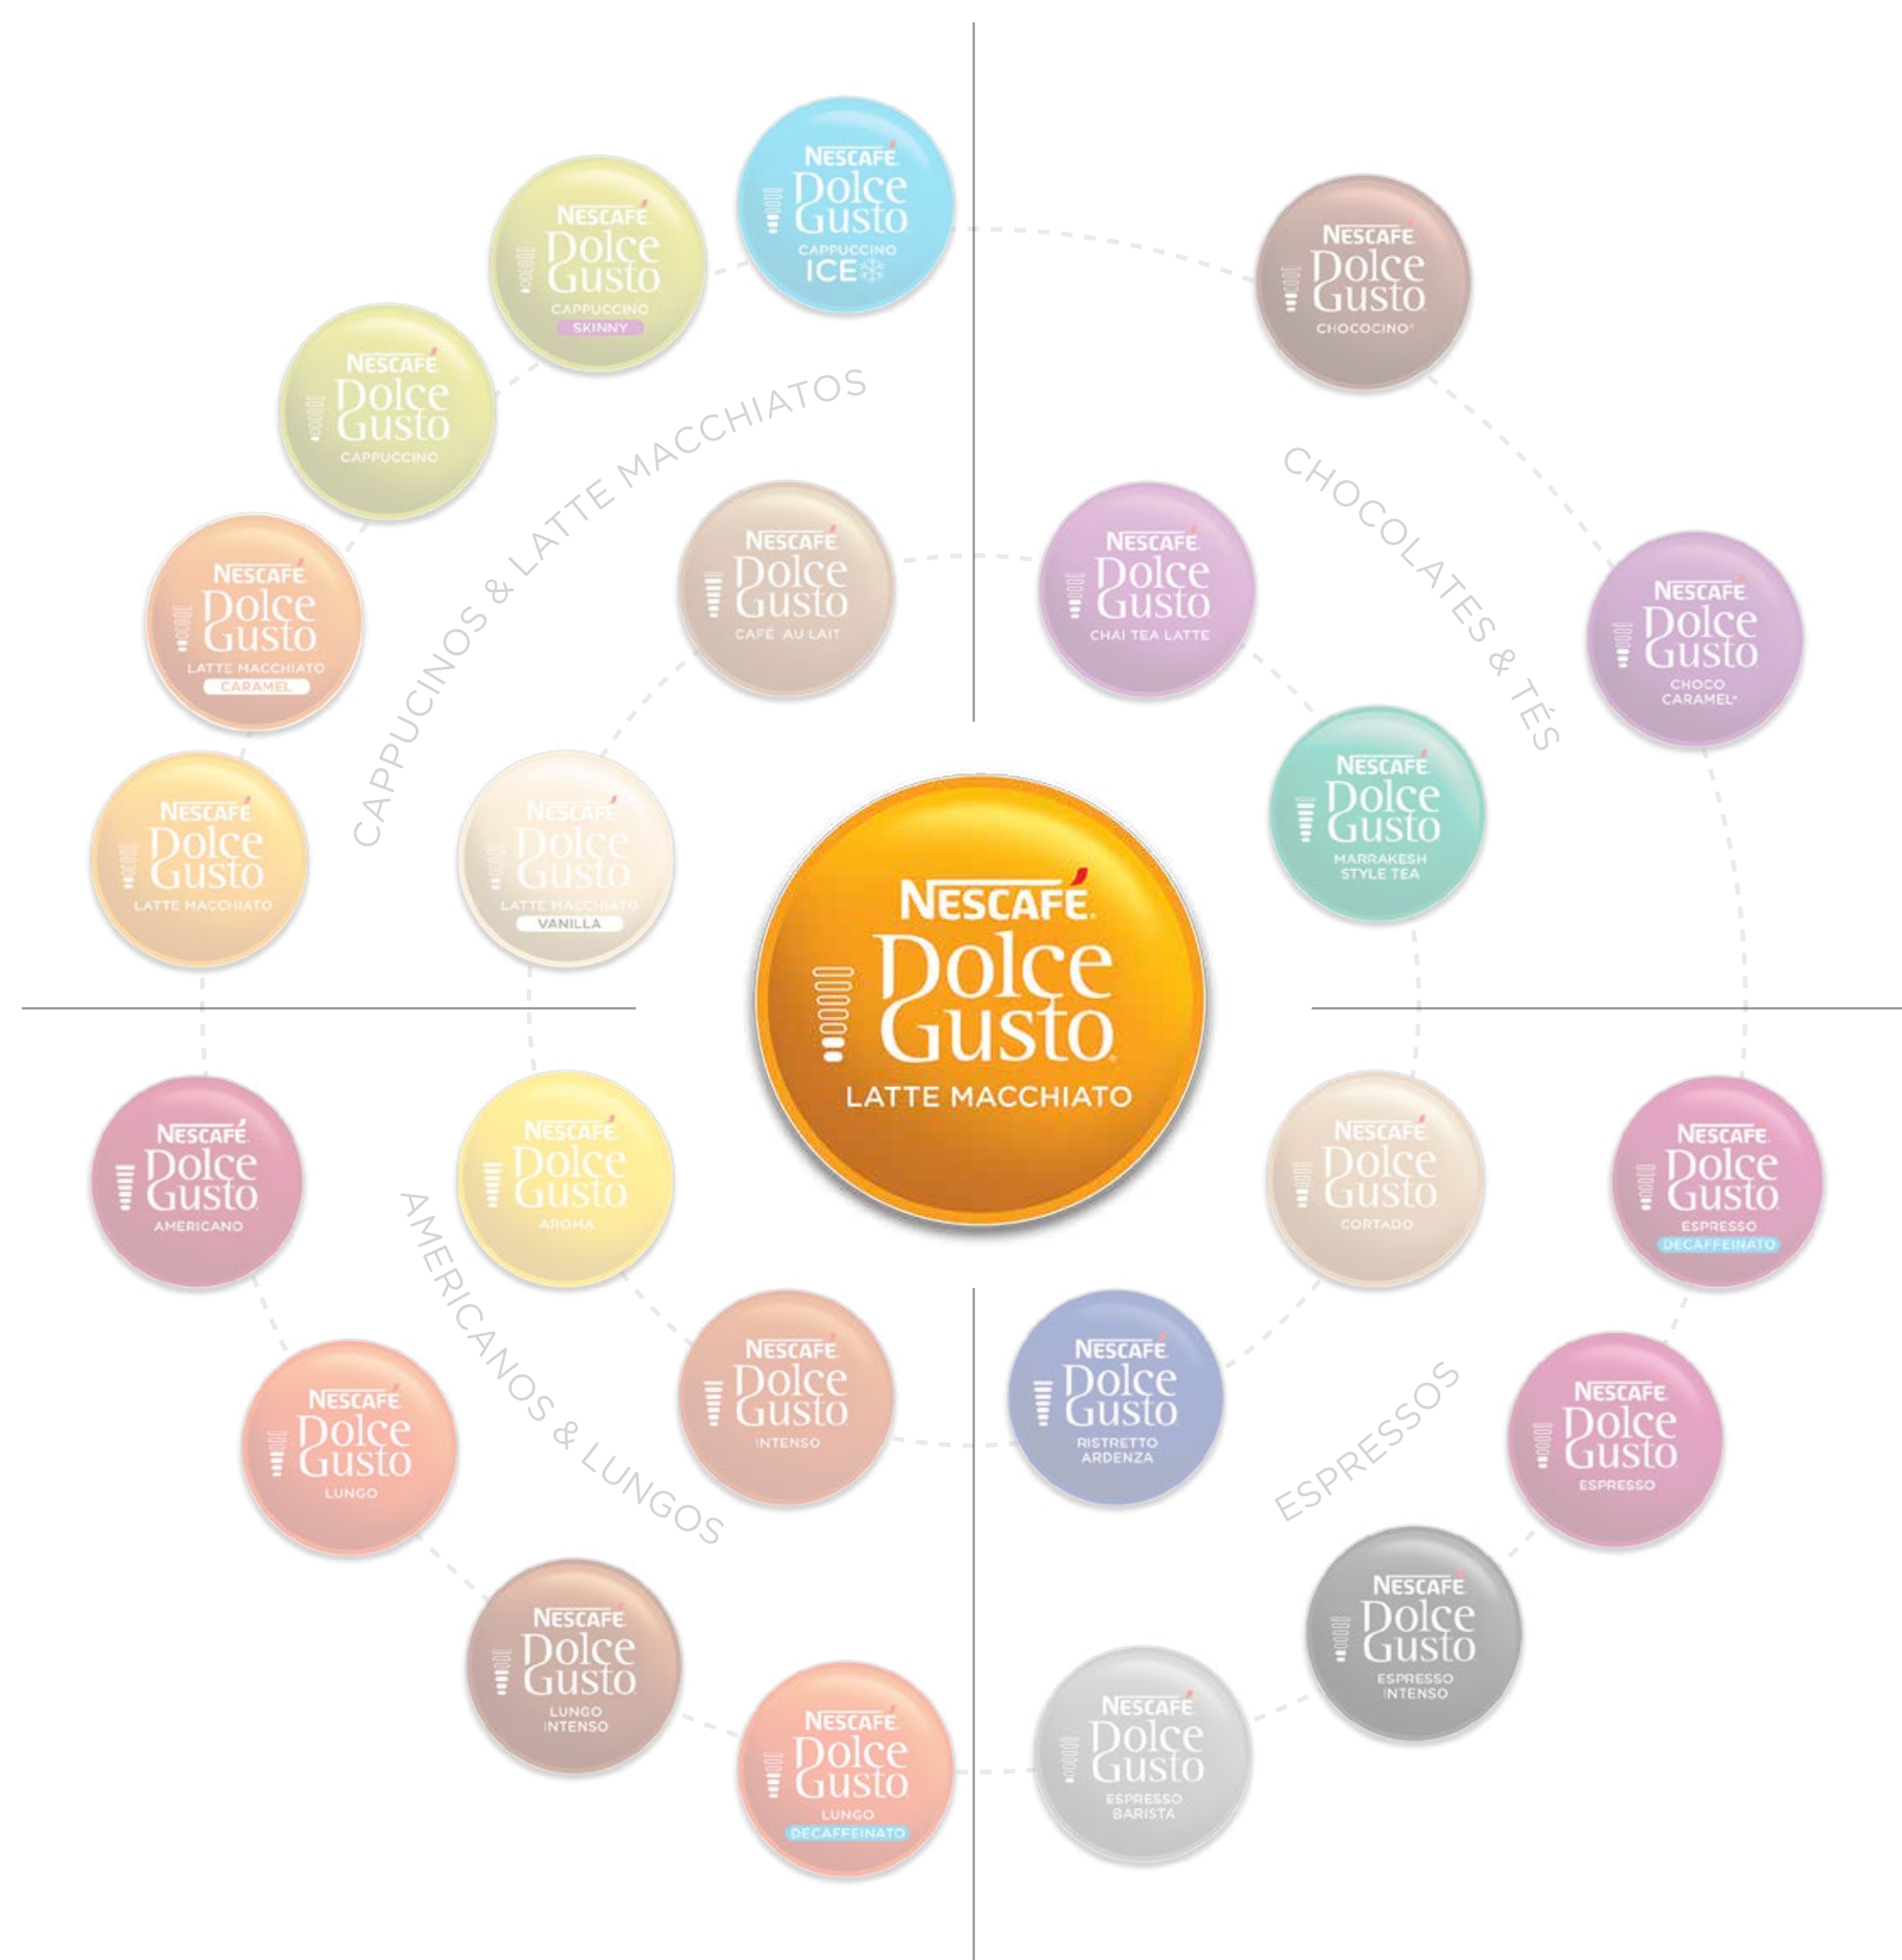 NESCAFÉ
Dolce
Gusto
CAPPUCCINO
ICE
NESCAFÉ
Dolce
Gusto
CAPPUCCINO
SKINNY
NESCAFÉ
Dolce
Gusto
CAPPUCCINO
NESCAFÉ
Dolce
Gusto
LATTE MACCHIATO
CARAMEL
NESCAFÉ
Dolce
Gusto
LATTE MACCHIATO
CAPPUCINOS & LATTE MACCHIATOS
NESCAFÉ
Dolce
Gusto
CAFÉ AU LAIT
NESCAFÉ
Dolce
Gusto
LATTE MACCHIATO
VANILLA
NESCAFÉ
Dolce
Gusto
CHOCOCINO*
NESCAFÉ
Dolce
Gusto
CHOCO
CARAMEL*
CHOCOLATES & TÉS
NESCAFÉ
Dolce
Gusto
CHAI TEA LATTE
NESCAFÉ
Dolce
Gusto
MARRAKESH
STYLE TEA
NESCAFÉ.
Dolce
Gusto
LATTE MACCHIATO
NESCAFÉ
Dolce
Gusto
AMERICANO
NESCAFÉ
Dolce
Gusto
AROMA
NESCAFÉ
Dolce
Gusto
INTENSO
AMERICANOS & LUNGOS
NESCAFÉ
Dolce
Gusto
LUNGO
NESCAFÉ
Dolce
Gusto
LUNGO
INTENSO
NESCAFÉ
Dolce
Gusto
LUNGO
DECAFFEINATO
NESCAFÉ
Dolce
Gusto
CORTADO
NESCAFÉ
Dolce
Gusto
ESPRESSO
DECAFFEINATO
NESCAFÉ
Dolce
Gusto
RISTRETTO
ARDENZA
ESPRESSOS
NESCAFÉ
Dolce
Gusto
ESPRESSO
NESCAFÉ
Dolce
Gusto
ESPRESSO
INTENSO
NESCAFÉ
Dolce
Gusto
ESPRESSO
BARISTA